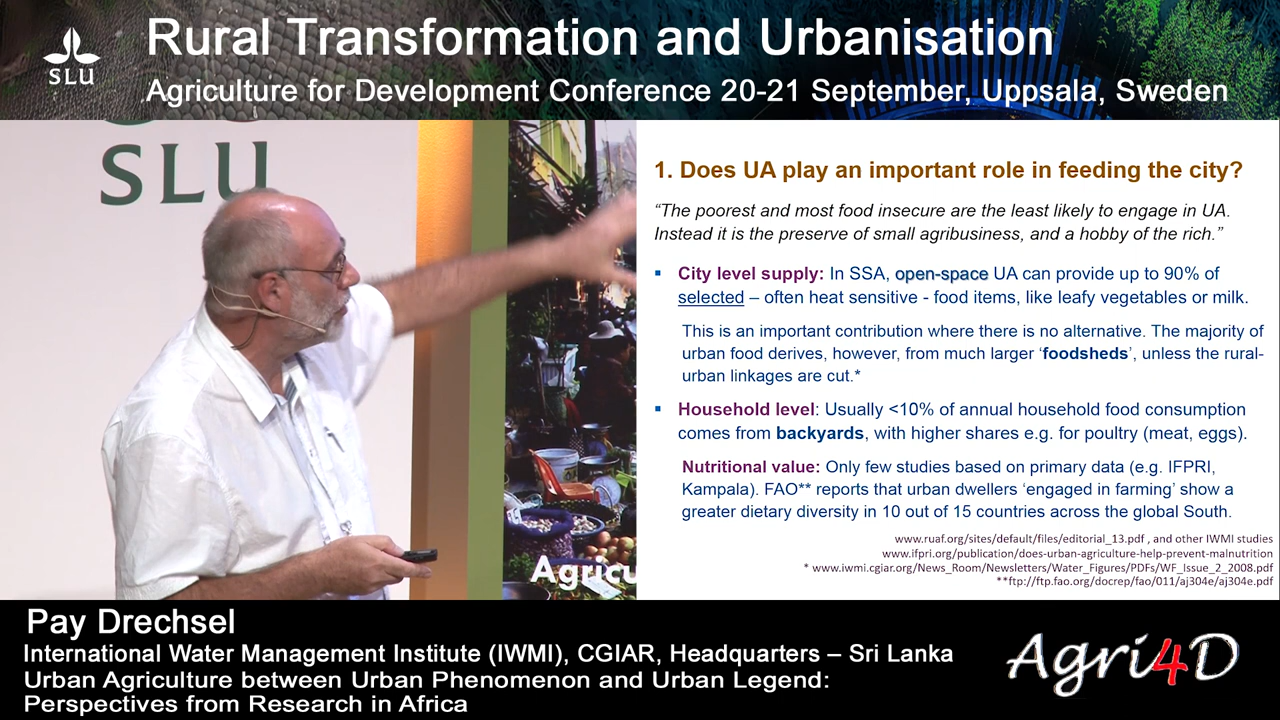 SLU
Rural Transformation and Urbanisation
Agriculture for Development Conference 20-21 September, Uppsala, Sweden
SLU
Agricu
1. Does UA play an important role in feeding the city?
“The poorest and most food insecure are the least likely to engage in UA.
Instead it is the preserve of small agribusiness, and a hobby of the rich.”
▪ City level supply: In SSA, open-space UA can provide up to 90% of
selected – often heat sensitive - food items, like leafy vegetables or milk.
This is an important contribution where there is no alternative. The majority of
urban food derives, however, from much larger ‘foodsheds’, unless the rural-
urban linkages are cut.*
▪ Household level: Usually <10% of annual household food consumption
comes from backyards, with higher shares e.g. for poultry (meat, eggs).
Nutritional value: Only few studies based on primary data (e.g. IFPRI,
Kampala). FAO** reports that urban dwellers ‘engaged in farming’ show a
greater dietary diversity in 10 out of 15 countries across the global South.
www.ruaf.org/sites/default/files/editorial_13.pdf , and other IWMI studies
www.ifpri.org/publication/does-urban-agriculture-help-prevent-malnutrition
* www.iwmi.cgiar.org/News_Room/Newsletters/Water_Figures/PDFs/WF_Issue_2_2008.pdf
**ftp://ftp.fao.org/docrep/fao/011/aj304e/aj304e.pdf
Pay Drechsel
International Water Management Institute (IWMI), CGIAR, Headquarters – Sri Lanka
Urban Agriculture between Urban Phenomenon and Urban Legend:
Perspectives from Research in Africa
Agri4D